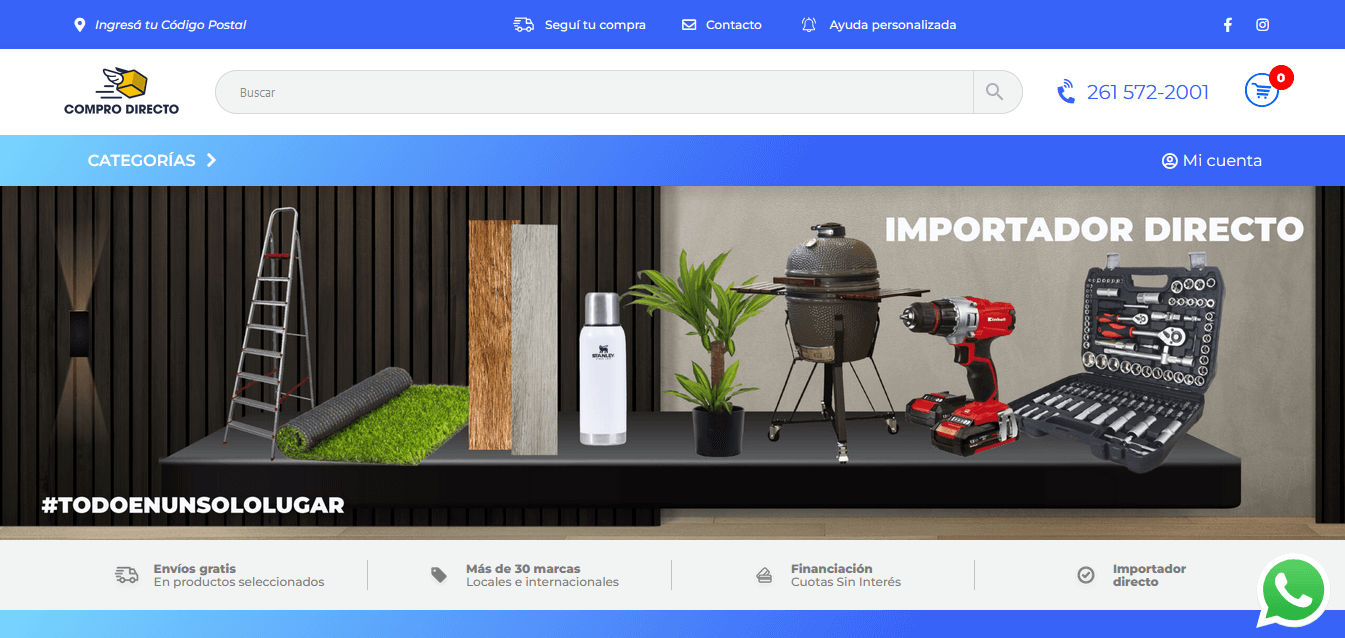 Ingresá tu Código Postal
Seguí tu compra
Contacto
Ayuda personalizada
COMPRO DIRECTO
Buscar
261 572-2001
0
CATEGORÍAS
Mi cuenta
IMPORTADOR DIRECTO
STANLEY
Einhell
#TODOENUNSOLOLUGAR
Envíos gratis
En productos seleccionados
Más de 30 marcas
Locales e internacionales
Financiación
Cuotas Sin Interés
Importador
directo